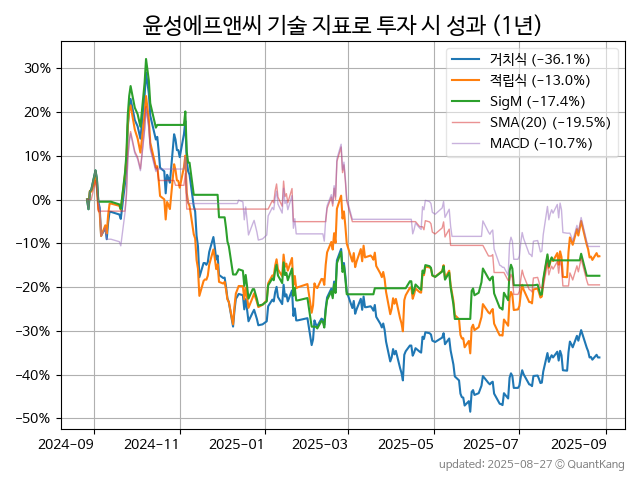 윤성에프앤씨 기술 지표로 투자 시 성과 (1년)
거치식 (−36.1%)
적립식 (−13.0%)
SigM (−17.4%)
SMA(20) (−19.5%)
MACD (−10.7%)
30%
20%
10%
0%
−10%
−20%
−30%
−40%
−50%
2024-09 2024-11 2025-01 2025-03 2025-05 2025-07 2025-09
updated: 2025-08-27 © QuantKang